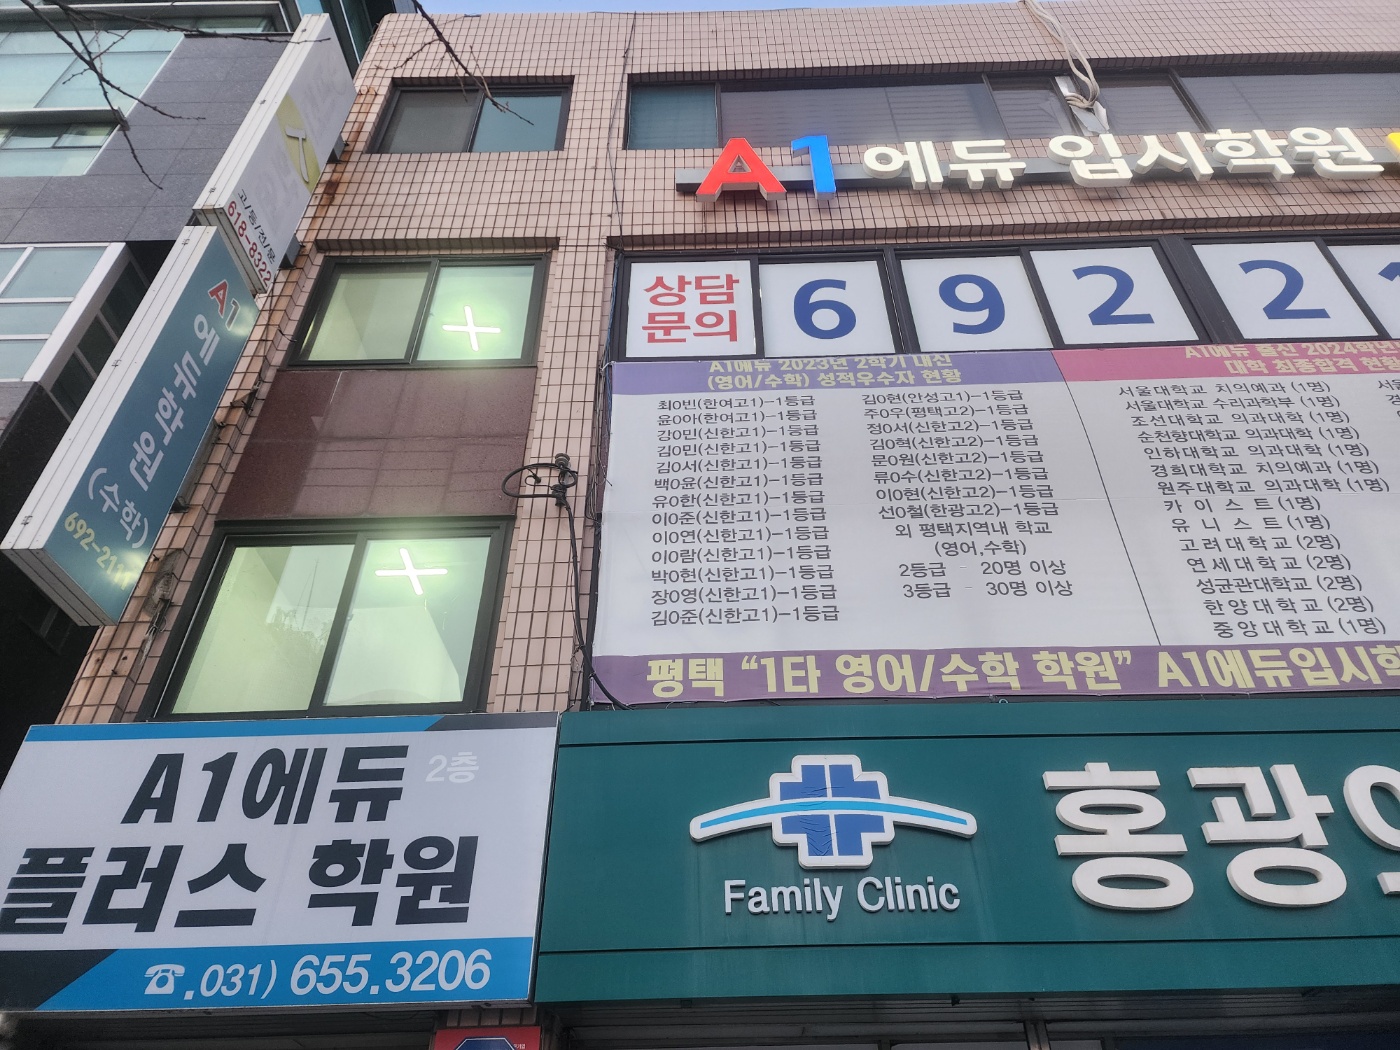 A1에듀 입시학원
고/등/전/문
618-8322
A1
(수학)
상담
문의
6 9 2 2
A1에듀 2023년 2학기 내신
(영어/수학) 성적우수자 현황
최0빈(한여고1)-1등급
윤0아(한여고1)-1등급
강0민(신한고1)-1등급
김0민(신한고1)-1등급
김0서(신한고1)-1등급
백0윤(신한고1)-1등급
유0한(신한고1)-1등급
이0준(신한고1)-1등급
이0연(신한고1)-1등급
이0람(신한고1)-1등급
박0헌(신한고1)-1등급
장0영(신한고1)-1등급
김0준(신한고1)-1등급
김0현(안성고1)-1등급
주0우(평택고2)-1등급
정0서(신한고2)-1등급
김0혁(신한고2)-1등급
문0원(신한고2)-1등급
류0수(신한고2)-1등급
이0현(신한고2)-1등급
선0철(한광고2)-1등급
외 평택지역내 학교
(영어,수학)
2등급 - 20명 이상
3등급 - 30명 이상
A1에듀 출신 2024학년
대학 최종합격 현황
서울대학교 치의예과 (1명)
서울대학교 수리과학부 (1명)
조선대학교 의과대학 (1명)
순천향대학교 의과대학 (1명)
인하대학교 의과대학 (1명)
경희대학교 치의예과 (1명)
원주대학교 의과대학 (1명)
카이스트 (1명)
유니스트 (1명)
고려대학교 (2명)
연세대학교 (2명)
성균관대학교 (2명)
한양대학교 (2명)
중앙대학교 (1명)
평택 “1타 영어/수학 학원” A1에듀입시학
A1에듀 2층
플러스 학원
☎.031) 655.3206
Family Clinic
홍광